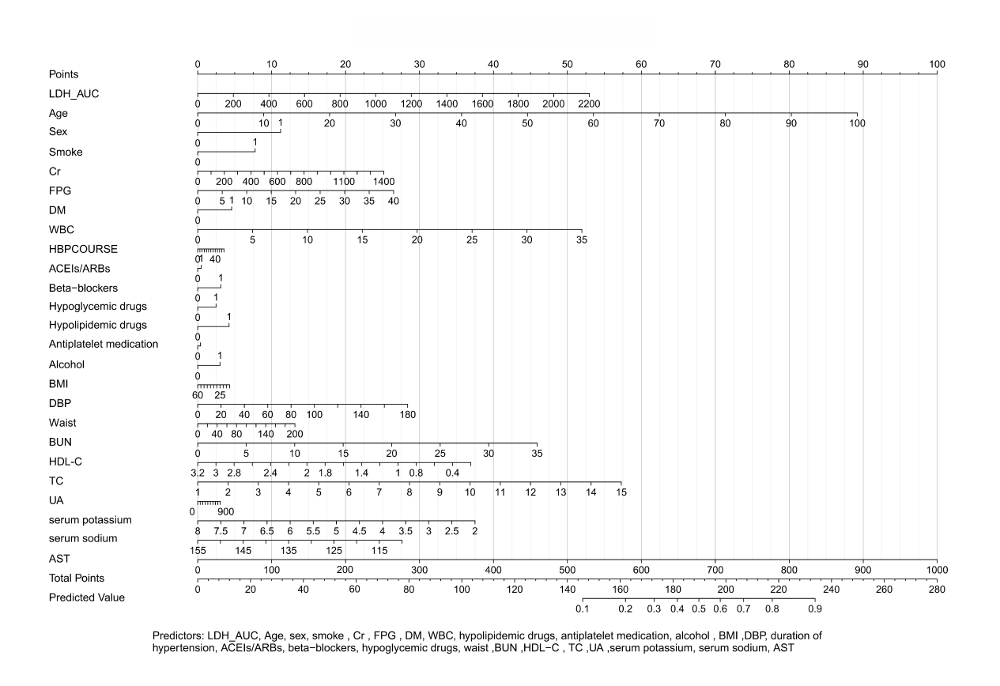 0 10 20 30 40 50 60 70 80 90 100
Points
LDH_AUC
0 200 400 600 800 1000 1200 1400 1600 1800 2000 2200
Age
0 10 20 30 40 50 60 70 80 90 100
1
Sex
0 1
Smoke
0
Cr
0 200 400 600 800 1100 1400
FPG
0 5 10 15 20 25 30 35 40
1
DM
0
WBC
0 5 10 15 20 25 30 35
HBPCOURSE
0 40
1
ACEIs/ARBs
0 1
Beta−blockers
0 1
Hypoglycemic drugs
0 1
Hypolipidemic drugs
0
Antiplatelet medication
0 1
Alcohol
0
BMI
60 25
DBP
0 20 40 60 80 100 140 180
Waist
0 40 80 140 200
BUN
0 5 10 15 20 25 30 35
HDL-C
3.2 3 2.8 2.4 2 1.8 1.4 1 0.8 0.4
TC
1 2 3 4 5 6 7 8 9 10 11 12 13 14 15
UA
0 900
serum potassium
8 7.5 7 6.5 6 5.5 5 4.5 4 3.5 3 2.5 2
serum sodium
155 145 135 125 115
AST
0 100 200 300 400 500 600 700 800 900 1000
Total Points
0 20 40 60 80 100 120 140 160 180 200 220 240 260 280
Predicted Value
0.1 0.2 0.3 0.4 0.5 0.6 0.7 0.8 0.9
Predictors: LDH_AUC, Age, sex, smoke , Cr , FPG , DM, WBC, hypolipidemic drugs, antiplatelet medication, alcohol , BMI ,DBP, duration of
hypertension, ACEIs/ARBs, beta−blockers, hypoglycemic drugs, waist ,BUN ,HDL−C , TC ,UA ,serum potassium, serum sodium, AST